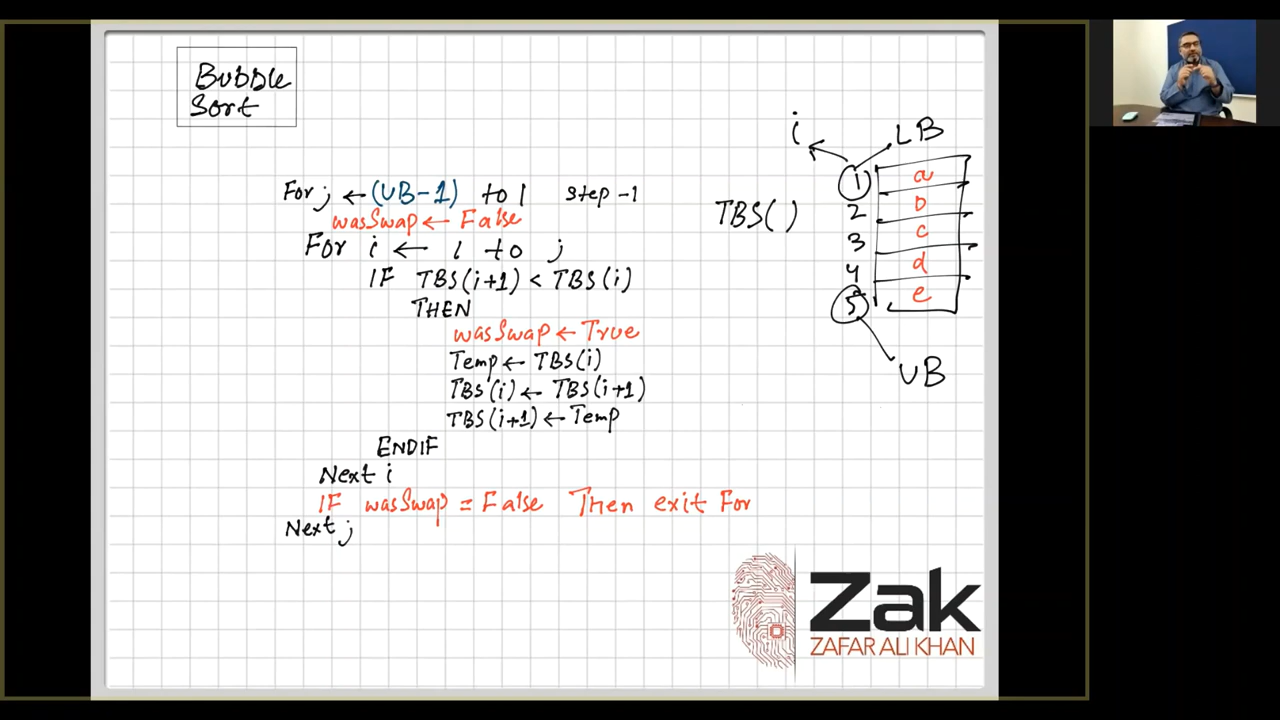 Bubble
Sort
For j ← (UB-1) to 1 step -1
wasSwap ← False
For i ← 1 to j
IF TBS(i+1) < TBS(i)
THEN
wasSwap ← True
Temp ← TBS(i)
TBS(i) ← TBS(i+1)
TBS(i+1) ← Temp
ENDIF
Next i
IF wasSwap = False Then exit For
Next j
i
LB
TBS( )
1 a
2 b
3 c
4 d
5 e
UB
Zak
ZAFAR ALI KHAN